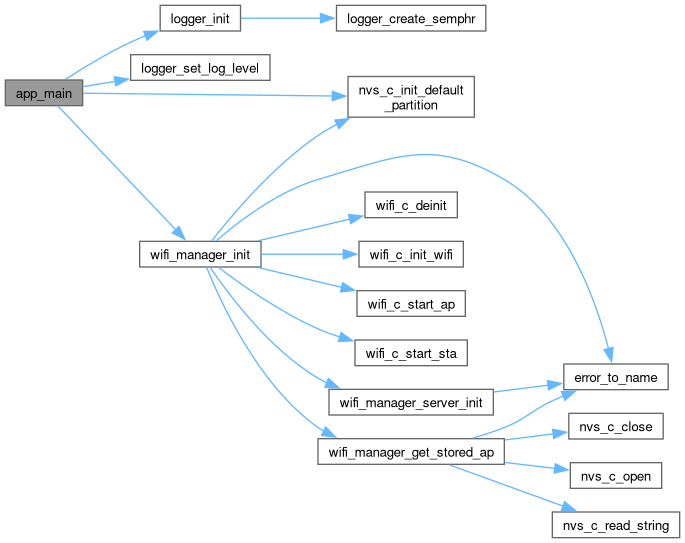 logger_init
logger_create_semphr
logger_set_log_level
app_main
nvs_c_init_default
_partition
wifi_c_deinit
wifi_manager_init
wifi_c_init_wifi
wifi_c_start_ap
wifi_c_start_sta
error_to_name
wifi_manager_server_init
nvs_c_close
wifi_manager_get_stored_ap
nvs_c_open
nvs_c_read_string